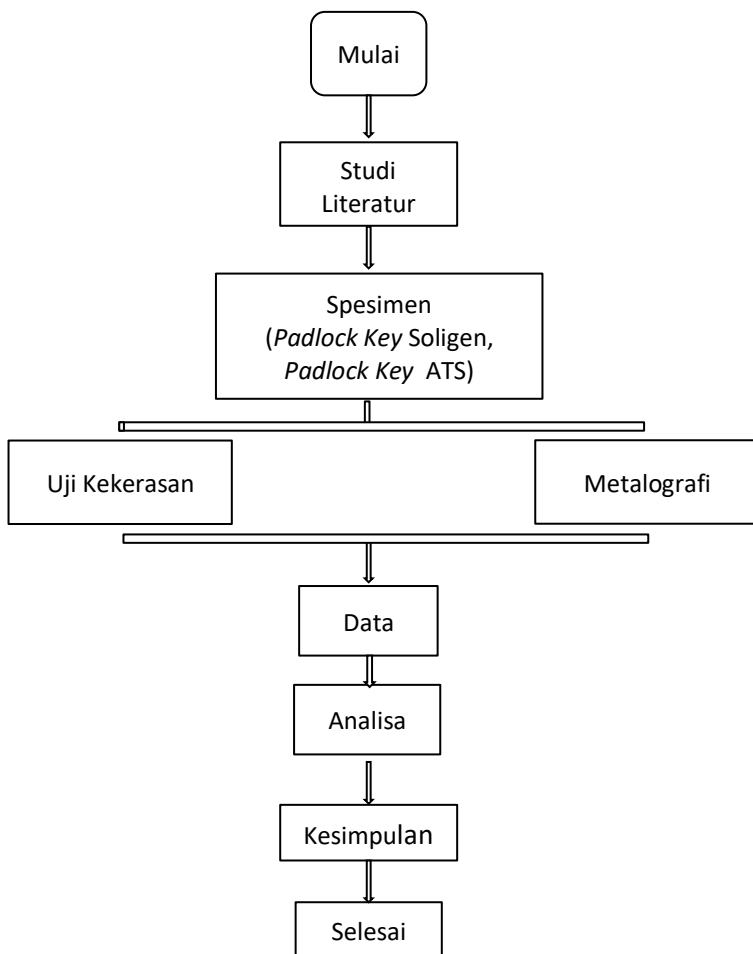 Mulai
Studi
Literatur
Spesimen
(Padlock Key Soligen,
Padlock Key ATS)
Uji Kekerasan
Metalografi
Data
Analisa
Kesimpulan
Selesai